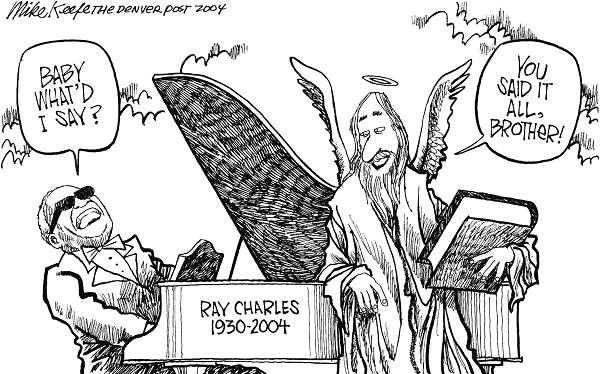 Mike Keefe THE DENVER POST 2004
BABY
WHAT'D
I SAY?
YOU
SAID IT
ALL,
BROTHER!
RAY CHARLES
1930-2004